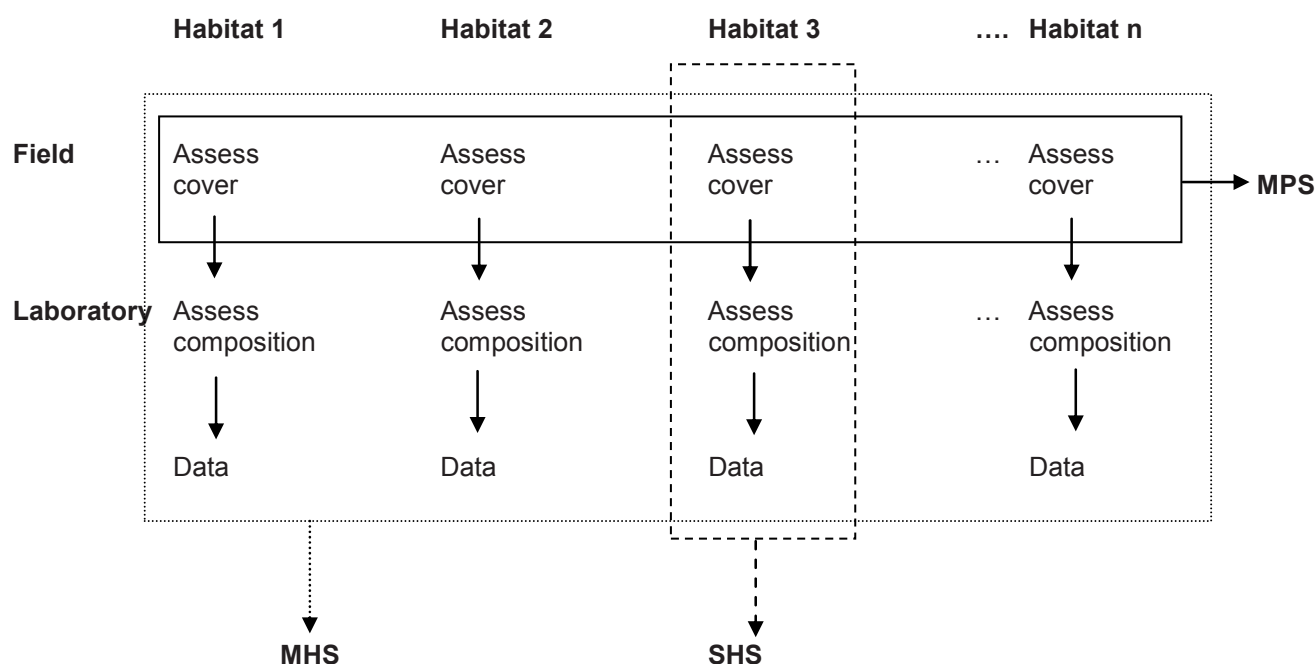 Habitat 1 Habitat 2 Habitat 3 .... Habitat n
Field Assess cover Assess cover Assess cover ... Assess cover
MPS
Laboratory Assess composition Assess composition Assess composition ... Assess composition
Data Data Data Data
MHS SHS